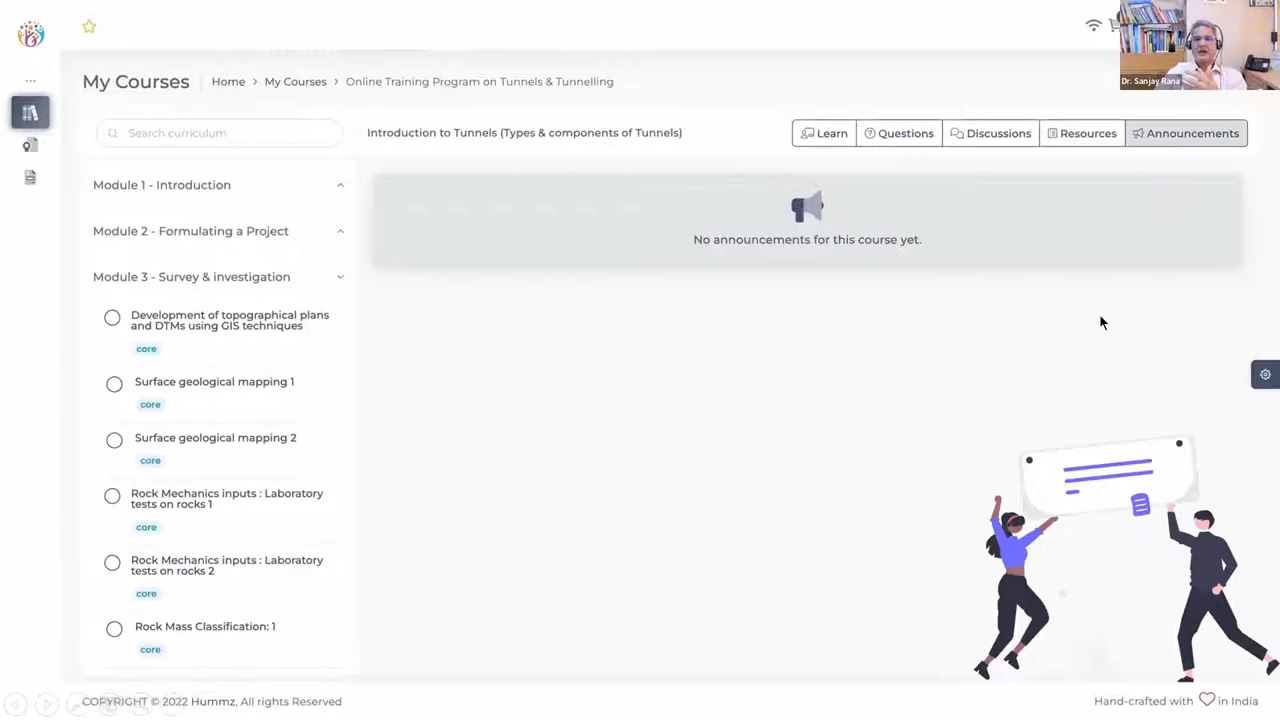 Dr. Sanjay Rana
My Courses
Home > My Courses > Online Training Program on Tunnels & Tunnelling
Search curriculum
Introduction to Tunnels (Types & components of Tunnels)
Learn
Questions
Discussions
Resources
Announcements
Module 1 - Introduction
No announcements for this course yet.
Module 2 - Formulating a Project
Module 3 - Survey & investigation
Development of topographical plans
and DTMs using GIS techniques
core
Surface geological mapping 1
core
Surface geological mapping 2
core
Rock Mechanics inputs : Laboratory
tests on rocks 1
core
Rock Mechanics inputs : Laboratory
tests on rocks 2
core
Rock Mass Classification: 1
core
COPYRIGHT © 2022 Hummz, All rights Reserved
Hand-crafted with ♡ in India